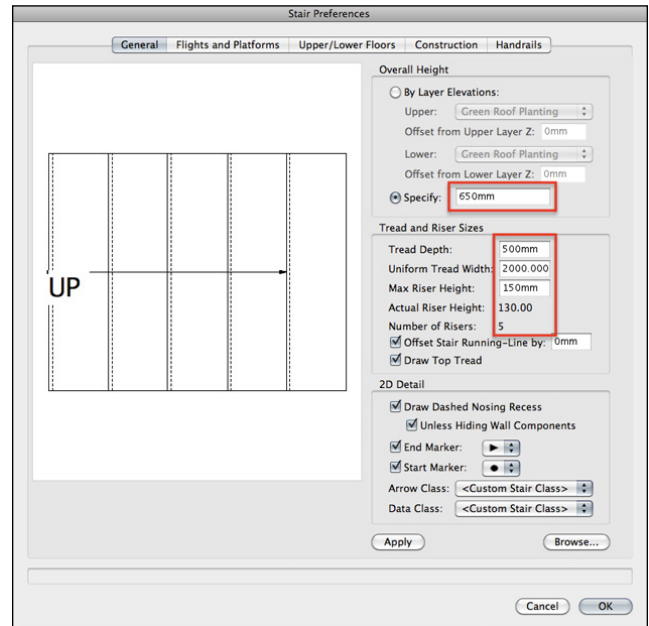 Stair Preferences
General Flights and Platforms Upper/Lower Floors Construction Handrails
UP
Overall Height
By Layer Elevations:
Upper: Green Roof Planting
Offset from Upper Layer Z: 0mm
Lower: Green Roof Planting
Offset from Lower Layer Z: 0mm
Specify: 650mm
Tread and Riser Sizes
Tread Depth: 500mm
Uniform Tread Width: 2000.000
Max Riser Height: 150mm
Actual Riser Height: 130.00
Number of Risers: 5
Offset Stair Running-Line by: 0mm
Draw Top Tread
2D Detail
Draw Dashed Nosing Recess
Unless Hiding Wall Components
End Marker:
Start Marker:
Arrow Class: <Custom Stair Class>
Data Class: <Custom Stair Class>
Apply Browse...
Cancel OK